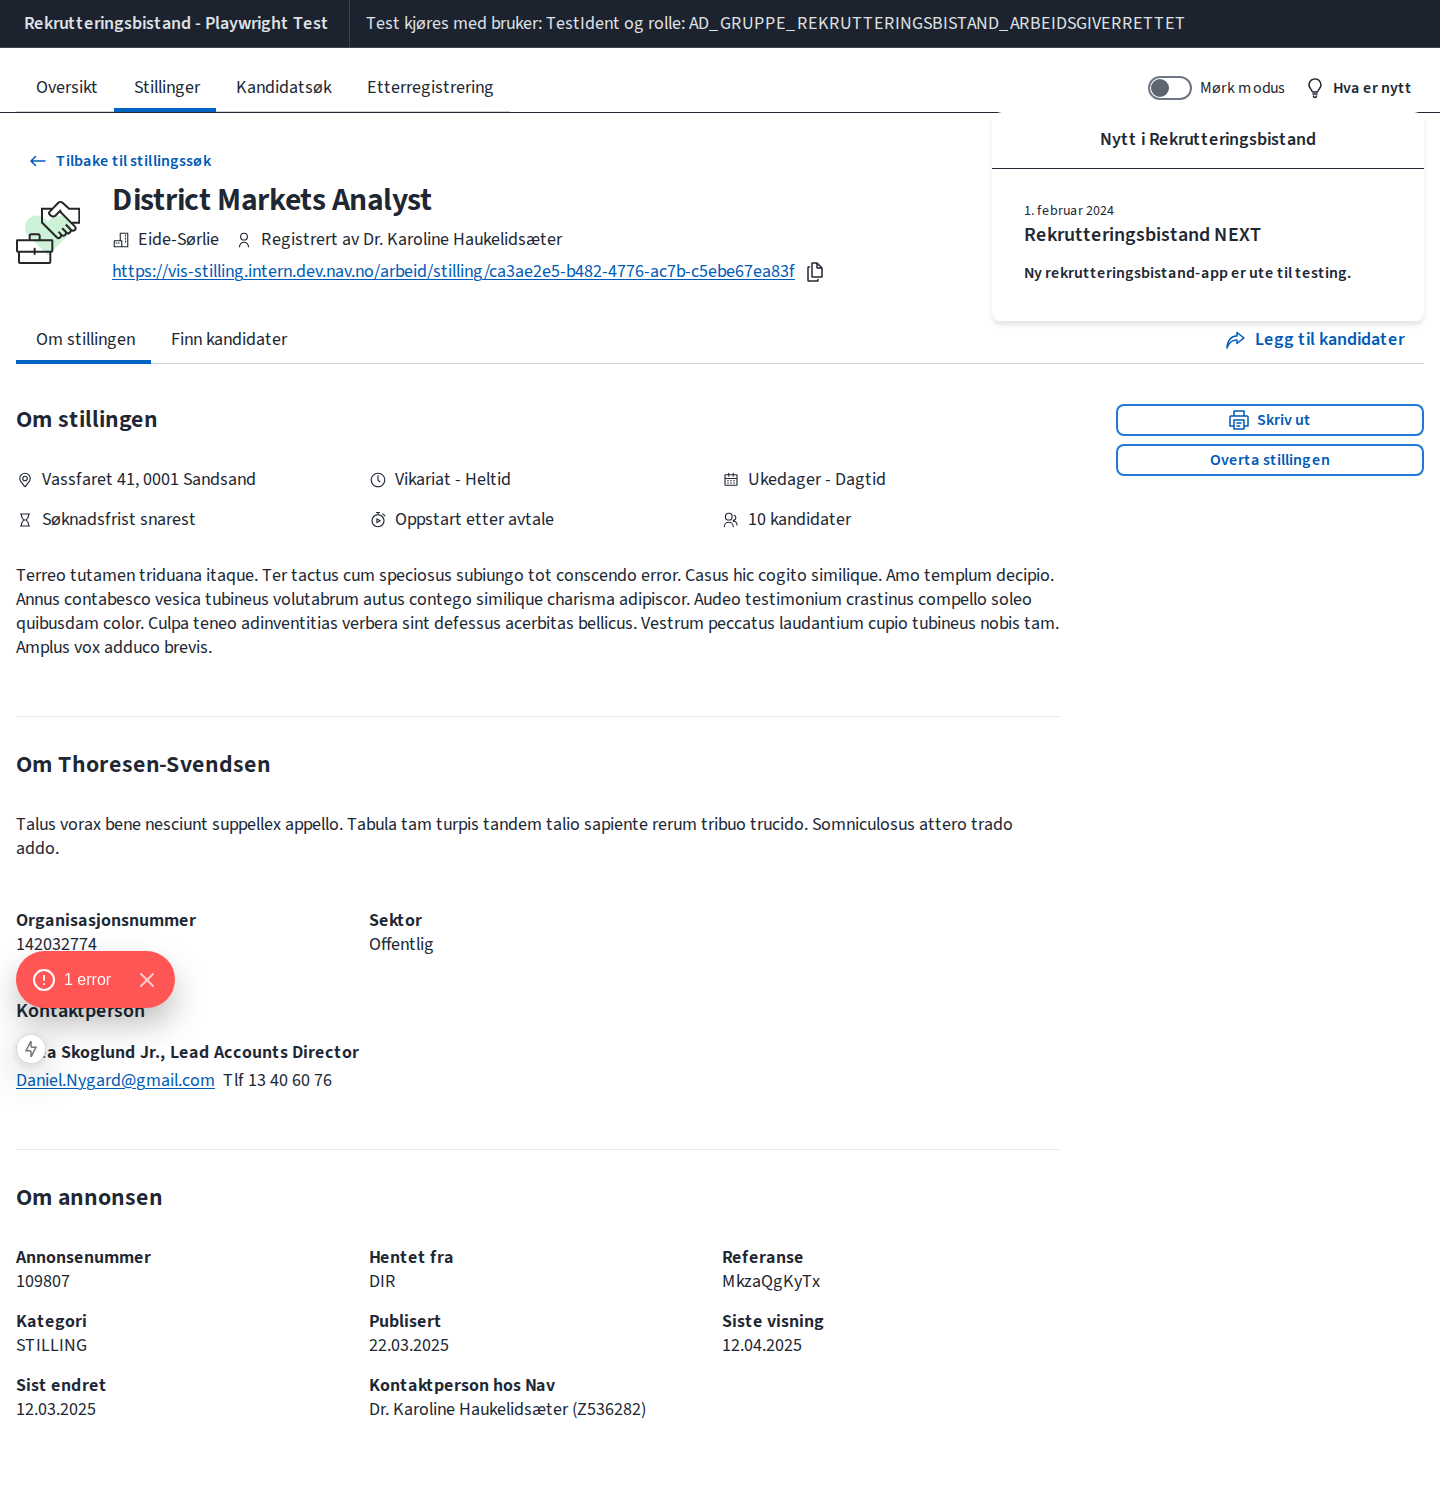 Rekrutteringsbistand - Playwright Test
Test kjøres med bruker: TestIdent og rolle: AD_GRUPPE_REKRUTTERINGSBISTAND_ARBEIDSGIVERRETTET
Oversikt
Stillinger
Kandidatsøk
Etterregistrering
Mørk modus
Hva er nytt
Nytt i Rekrutteringsbistand
1. februar 2024
Rekrutteringsbistand NEXT
Ny rekrutteringsbistand-app er ute til testing.
Tilbake til stillingssøk
District Markets Analyst
Eide-Sørlie
Registrert av Dr. Karoline Haukelidsæter
https://vis-stilling.intern.dev.nav.no/arbeid/stilling/ca3ae2e5-b482-4776-ac7b-c5ebe67ea83f
Om stillingen
Finn kandidater
Legg til kandidater
Om stillingen
Skriv ut
Overta stillingen
Vassfaret 41, 0001 Sandsand
Vikariat - Heltid
Ukedager - Dagtid
Søknadsfrist snarest
Oppstart etter avtale
10 kandidater
Terreo tutamen triduana itaque. Ter tactus cum speciosus subiungo tot conscendo error. Casus hic cogito similique. Amo templum decipio.
Annus contabesco vesica tubineus volutabrum autus contego similique charisma adipiscor. Audeo testimonium crastinus compello soleo
quibusdam color. Culpa teneo adinventitias verbera sint defessus acerbitas bellicus. Vestrum peccatus laudantium cupio tubineus nobis tam.
Amplus vox adduco brevis.
Om Thoresen-Svendsen
Talus vorax bene nesciunt suppellex appello. Tabula tam turpis tandem talio sapiente rerum tribuo trucido. Somniculosus attero trado
addo.
Organisasjonsnummer
142032774
Sektor
Offentlig
1 error
Kontaktperson
Skoglund Jr., Lead Accounts Director
Daniel.Nygard@gmail.com Tlf 13 40 60 76
Om annonsen
Annonsenummer
109807
Hentet fra
DIR
Referanse
MkzaQgKyTx
Kategori
STILLING
Publisert
22.03.2025
Siste visning
12.04.2025
Sist endret
12.03.2025
Kontaktperson hos Nav
Dr. Karoline Haukelidsæter (Z536282)